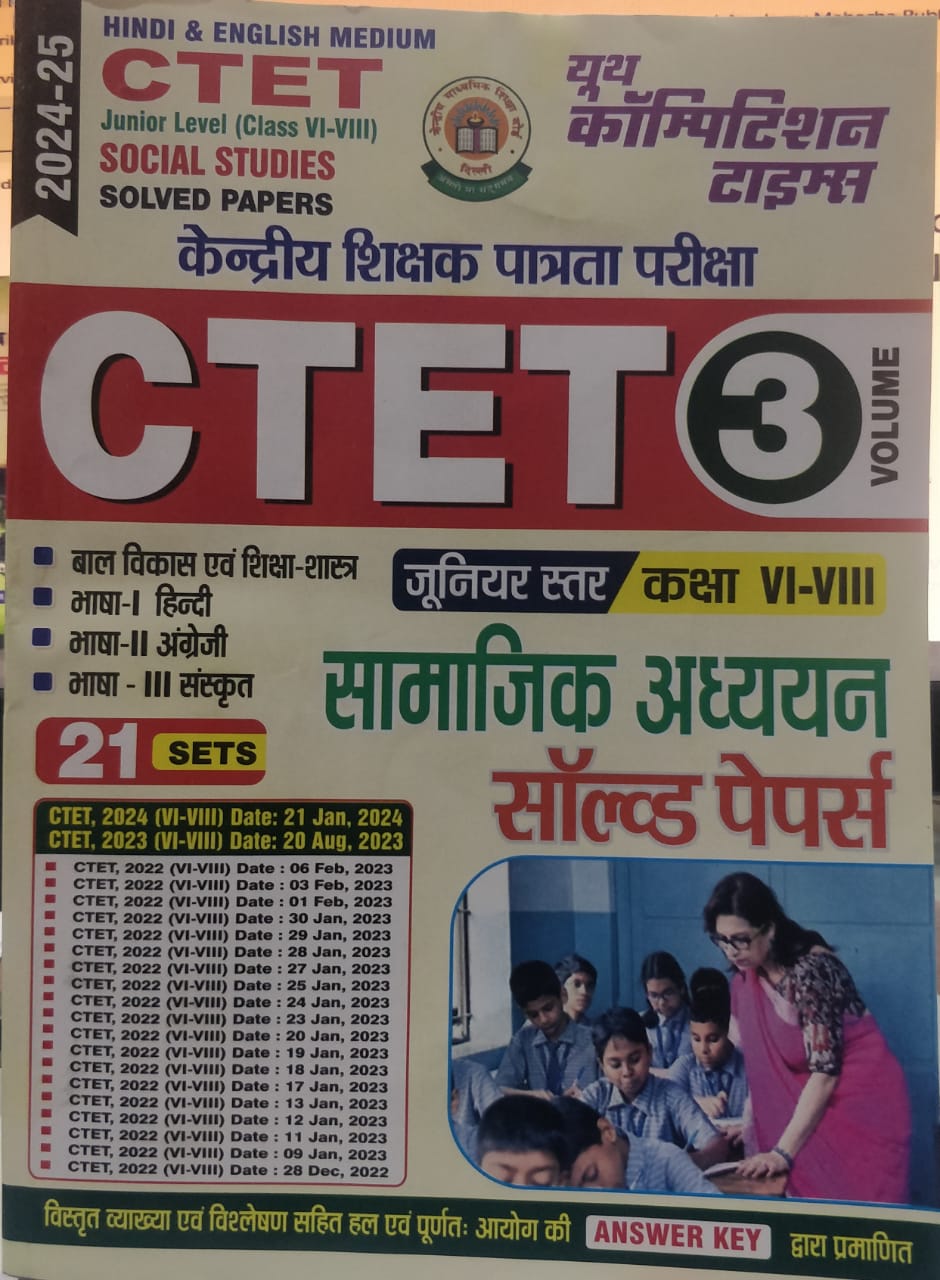 2024-25
HINDI & ENGLISH MEDIUM
CTET
Junior Level (Class VI-VIII)
SOCIAL STUDIES
SOLVED PAPERS
केन्द्रीय माध्यमिक शिक्षा बोर्ड
दिल्ली
असतो मा सद्गमय
यूथ
कॉम्पिटिशन
टाइम्स
केन्द्रीय शिक्षक पात्रता परीक्षा
CTET 3
VOLUME
बाल विकास एवं शिक्षा-शास्त्र
भाषा-I हिन्दी
भाषा-II अंग्रेजी
भाषा - III संस्कृत
जूनियर स्तर कक्षा VI-VIII
सामाजिक अध्ययन
सॉल्व्ड पेपर्स
21 SETS
CTET, 2024 (VI-VIII) Date: 21 Jan, 2024
CTET, 2023 (VI-VIII) Date: 20 Aug, 2023
CTET, 2022 (VI-VIII) Date : 06 Feb, 2023
CTET, 2022 (VI-VIII) Date : 03 Feb, 2023
CTET, 2022 (VI-VIII) Date : 01 Feb, 2023
CTET, 2022 (VI-VIII) Date : 30 Jan, 2023
CTET, 2022 (VI-VIII) Date : 29 Jan, 2023
CTET, 2022 (VI-VIII) Date : 28 Jan, 2023
CTET, 2022 (VI-VIII) Date : 27 Jan, 2023
CTET, 2022 (VI-VIII) Date : 25 Jan, 2023
CTET, 2022 (VI-VIII) Date : 24 Jan, 2023
CTET, 2022 (VI-VIII) Date : 23 Jan, 2023
CTET, 2022 (VI-VIII) Date : 20 Jan, 2023
CTET, 2022 (VI-VIII) Date : 19 Jan, 2023
CTET, 2022 (VI-VIII) Date : 18 Jan, 2023
CTET, 2022 (VI-VIII) Date : 17 Jan, 2023
CTET, 2022 (VI-VIII) Date : 13 Jan, 2023
CTET, 2022 (VI-VIII) Date : 12 Jan, 2023
CTET, 2022 (VI-VIII) Date : 11 Jan, 2023
CTET, 2022 (VI-VIII) Date : 09 Jan, 2023
CTET, 2022 (VI-VIII) Date : 28 Dec, 2022
विस्तृत व्याख्या एवं विश्लेषण सहित हल एवं पूर्णतः आयोग की ANSWER KEY द्वारा प्रमाणित